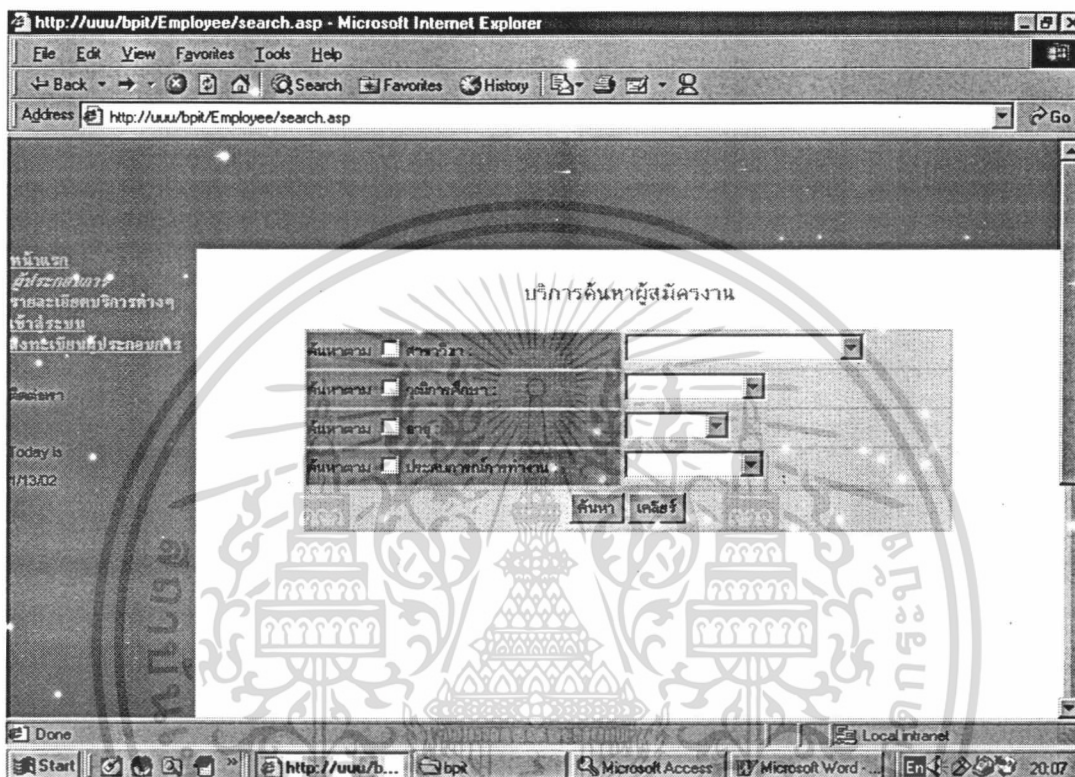 http://uuu/bpit/Employee/search.asp - Microsoft Internet Explorer
File Edit View Favorites Tools Help
Back Search Favorites History
Address http://uuu/bpit/Employee/search.asp Go
หน้าแรก
ผู้ประกอบการ
รายละเอียดบริการต่างๆ
เข้าสู่ระบบ
ลงทะเบียนผู้ประกอบการ
ติดต่อเรา
Today is
1/13/02
บริการค้นหาผู้สมัครงาน
ค้นหาตาม สาขาวิชา :
ค้นหาตาม วุฒิการศึกษา :
ค้นหาตาม อายุ :
ค้นหาตาม ประสบการณ์การทำงาน :
ค้นหา เคลียร์
Done Local intranet
Start http://uuu/b... bpit Microsoft Access Microsoft Word - ... En 20:07